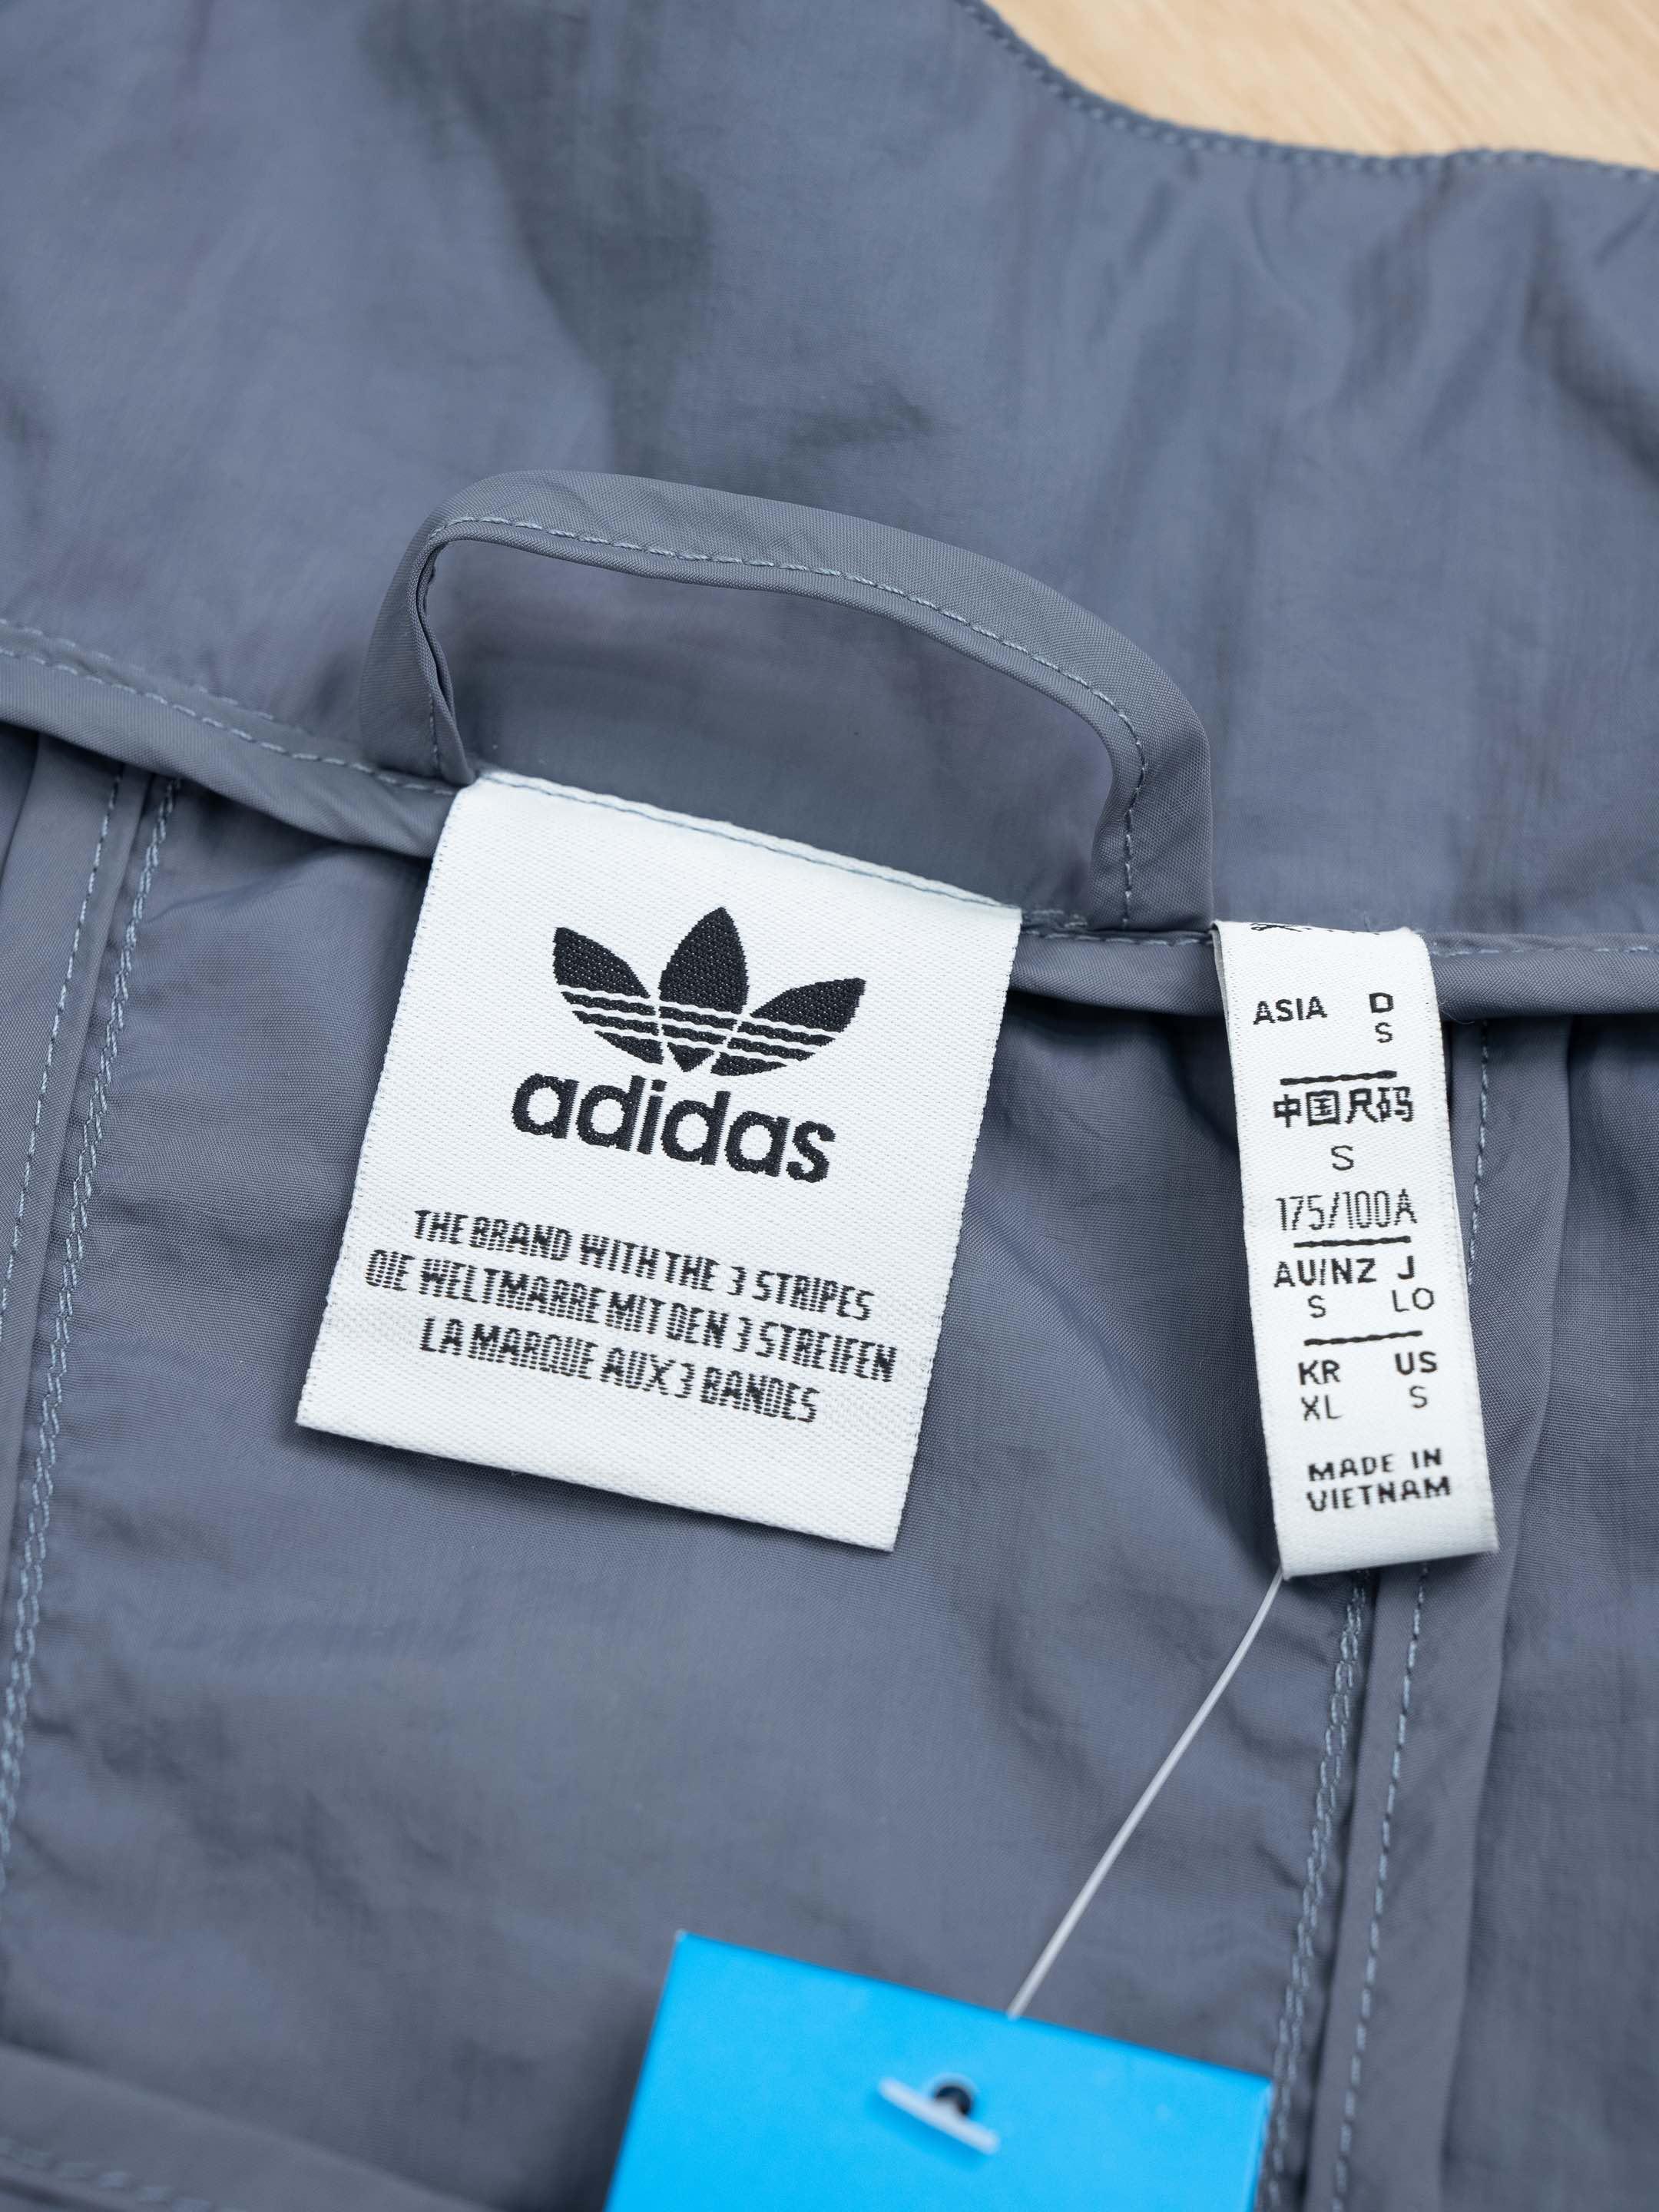 adidas
THE BRAND WITH THE 3 STRIPES
DIE WELTMARKE MIT DEN 3 STREIFEN
LA MARQUE AUX 3 BANDES
ASIA D
S
中国尺码
S
175/100A
AU/NZ J
S LO
KR US
XL S
MADE IN
VIETNAM